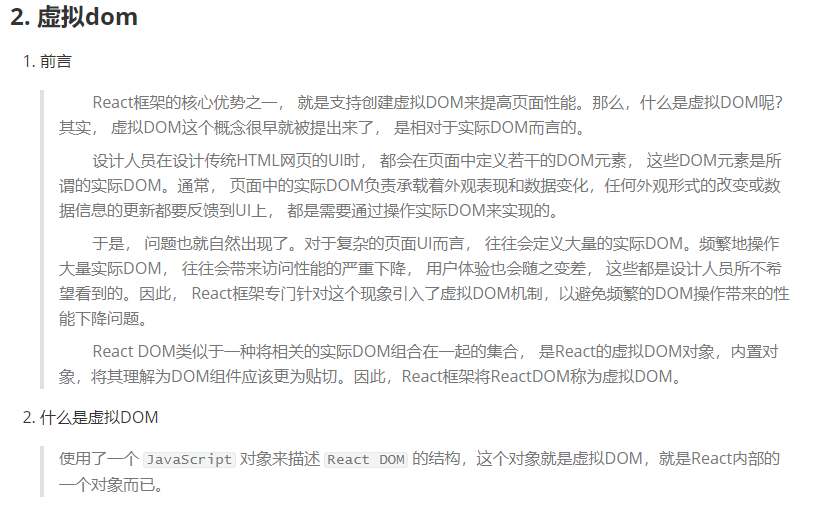 2. 虚拟dom
1. 前言
React框架的核心优势之一， 就是支持创建虚拟DOM来提高页面性能。那么，什么是虚拟DOM呢？
其实， 虚拟DOM这个概念很早就被提出来了， 是相对于实际DOM而言的。
设计人员在设计传统HTML网页的UI时， 都会在页面中定义若干的DOM元素， 这些DOM元素是所
谓的实际DOM。通常， 页面中的实际DOM负责承载着外观表现和数据变化，任何外观形式的改变或数
据信息的更新都要反馈到UI上， 都是需要通过操作实际DOM来实现的。
于是， 问题也就自然出现了。对于复杂的页面UI而言， 往往会定义大量的实际DOM。频繁地操作
大量实际DOM， 往往会带来访问性能的严重下降， 用户体验也会随之变差， 这些都是设计人员所不希
望看到的。因此， React框架专门针对这个现象引入了虚拟DOM机制，以避免频繁的DOM操作带来的性
能下降问题。
React DOM类似于一种将相关的实际DOM组合在一起的集合， 是React的虚拟DOM对象，内置对
象，将其理解为DOM组件应该更为贴切。因此，React框架将ReactDOM称为虚拟DOM。
2. 什么是虚拟DOM
使用了一个 JavaScript 对象来描述 React DOM 的结构，这个对象就是虚拟DOM，就是React内部的
一个对象而已。